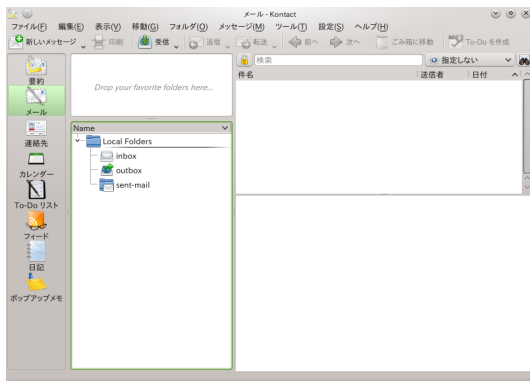 メール - Kontact
ファイル(F) 編集(E) 表示(V) 移動(G) フォルダ(O) メッセージ(M) ツール(T) 設定(S) ヘルプ(H)
新しいメッセージ 印刷 受信 返信 転送 前へ 次へ ごみ箱に移動 To-Do を作成
要約
メール
連絡先
カレンダー
To-Do リスト
フィード
日記
ポップアップメモ
Drop your favorite folders here...
Name
Local Folders
inbox
outbox
sent-mail
検索 指定しない
件名 送信者 日付